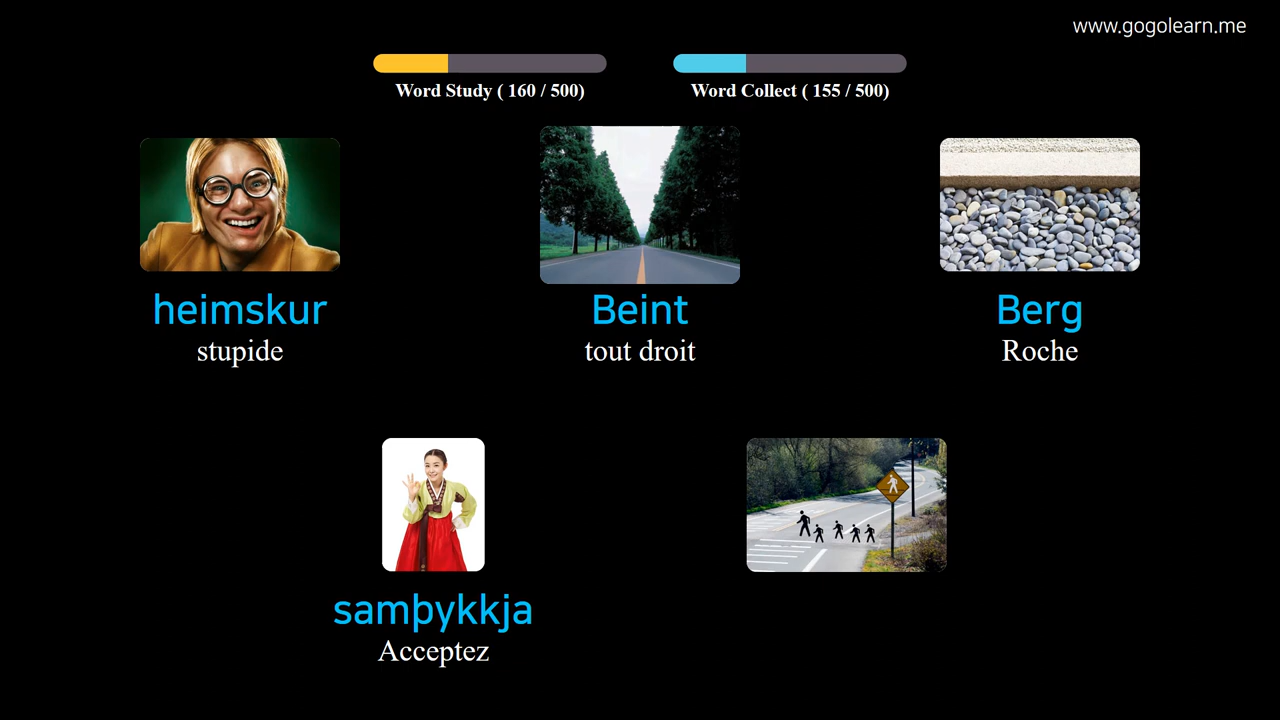 www.gogolearn.me
Word Study ( 160 / 500)
Word Collect ( 155 / 500)
heimskur
stupide
Beint
tout droit
Berg
Roche
samþykkja
Acceptez